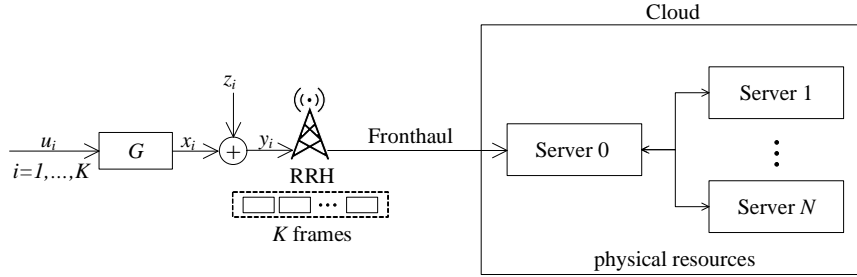 Cloud
z_i
u_i
G
x_i
+
y_i
i=1,...,K
RRH
K frames
Fronthaul
Server 0
Server 1
Server N
physical resources